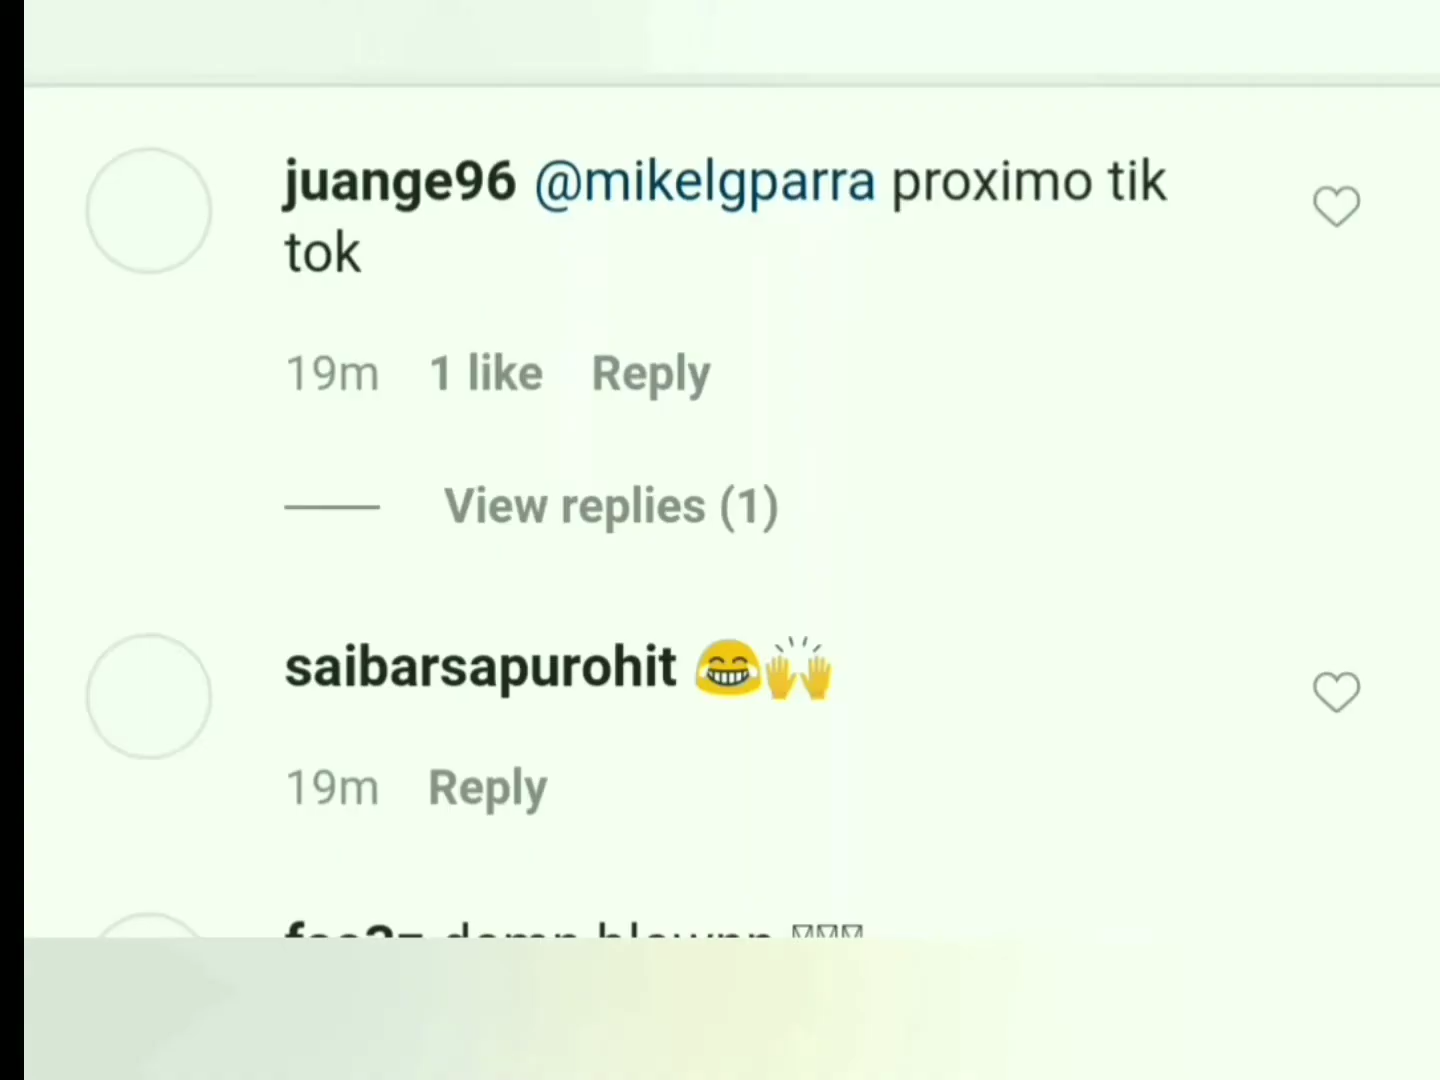 juange96 @mikelgparra proximo tik
tok
19m 1 like Reply
View replies (1)
saibarsapurohit 😂🙌
19m Reply